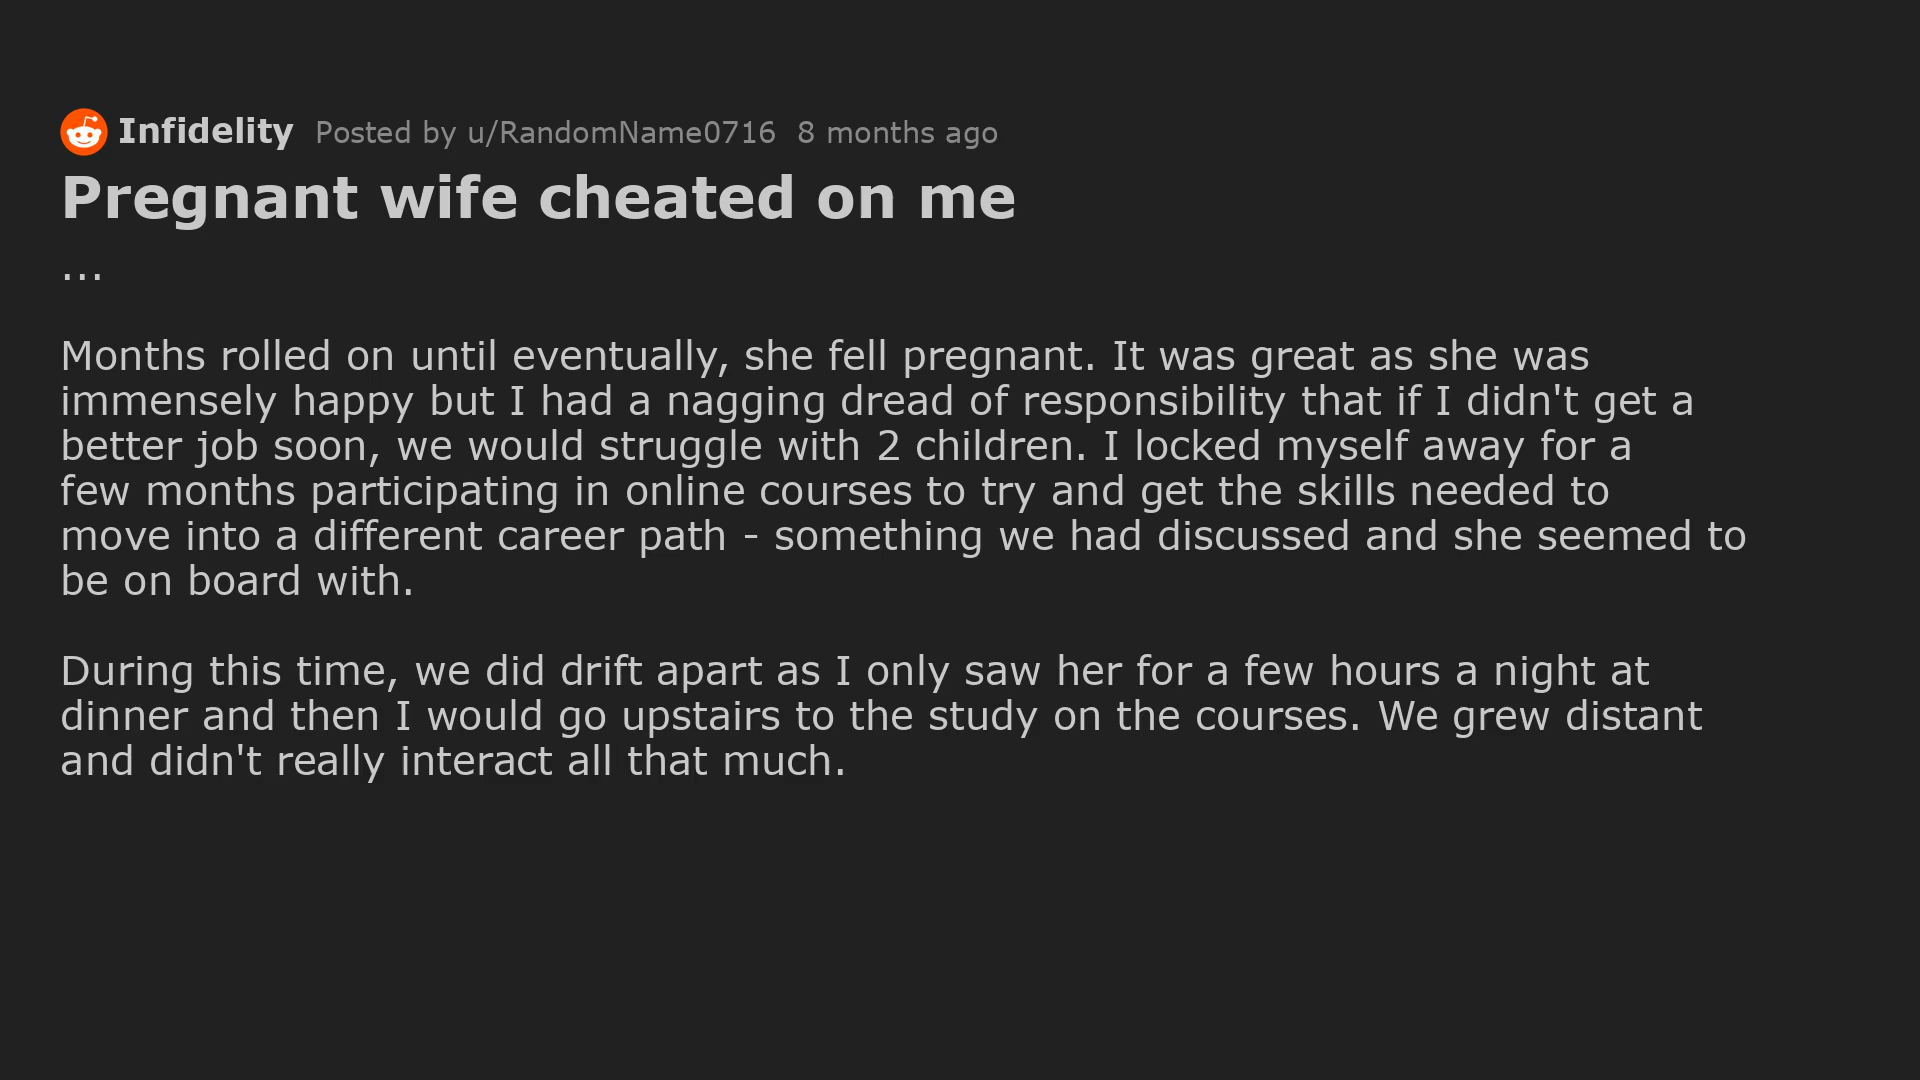 Infidelity Posted by u/RandomName0716 8 months ago
Pregnant wife cheated on me
...
Months rolled on until eventually, she fell pregnant. It was great as she was
immensely happy but I had a nagging dread of responsibility that if I didn't get a
better job soon, we would struggle with 2 children. I locked myself away for a
few months participating in online courses to try and get the skills needed to
move into a different career path - something we had discussed and she seemed to
be on board with.
During this time, we did drift apart as I only saw her for a few hours a night at
dinner and then I would go upstairs to the study on the courses. We grew distant
and didn't really interact all that much.